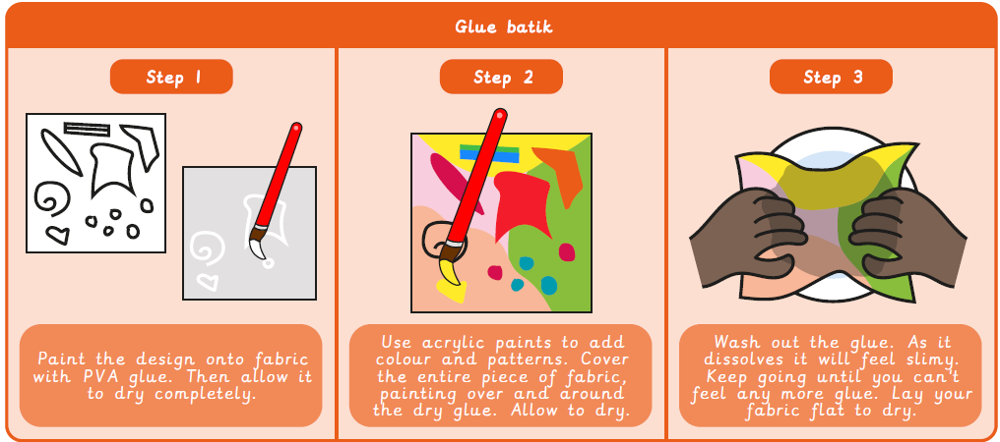 Glue batik
Step 1
Paint the design onto fabric
with PVA glue. Then allow it
to dry completely.
Step 2
Use acrylic paints to add
colour and patterns. Cover
the entire piece of fabric,
painting over and around
the dry glue. Allow to dry.
Step 3
Wash out the glue. As it
dissolves it will feel slimy.
Keep going until you can't
feel any more glue. Lay your
fabric flat to dry.